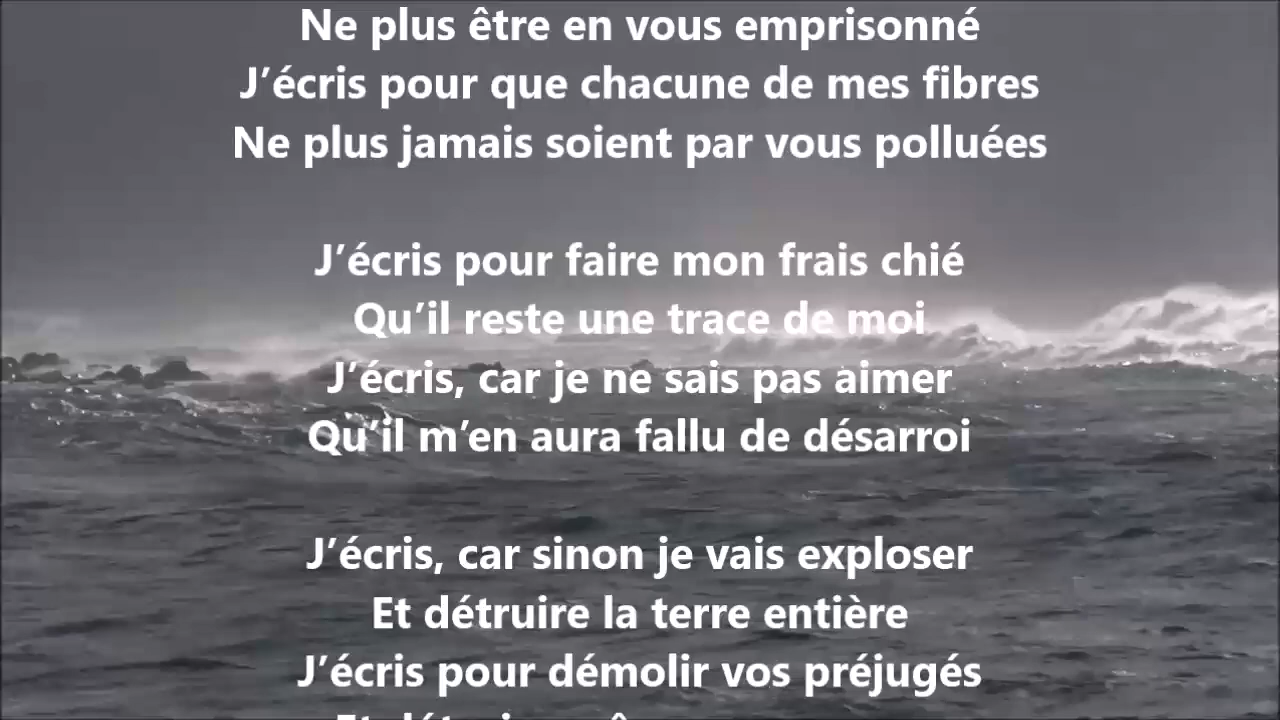 Ne plus être en vous emprisonné
J’écris pour que chacune de mes fibres
Ne plus jamais soient par vous polluées
J’écris pour faire mon frais chié
Qu’il reste une trace de moi
J’écris, car je ne sais pas aimer
Qu’il m’en aura fallu de désarroi
J’écris, car sinon je vais exploser
Et détruire la terre entière
J’écris pour démolir vos préjugés